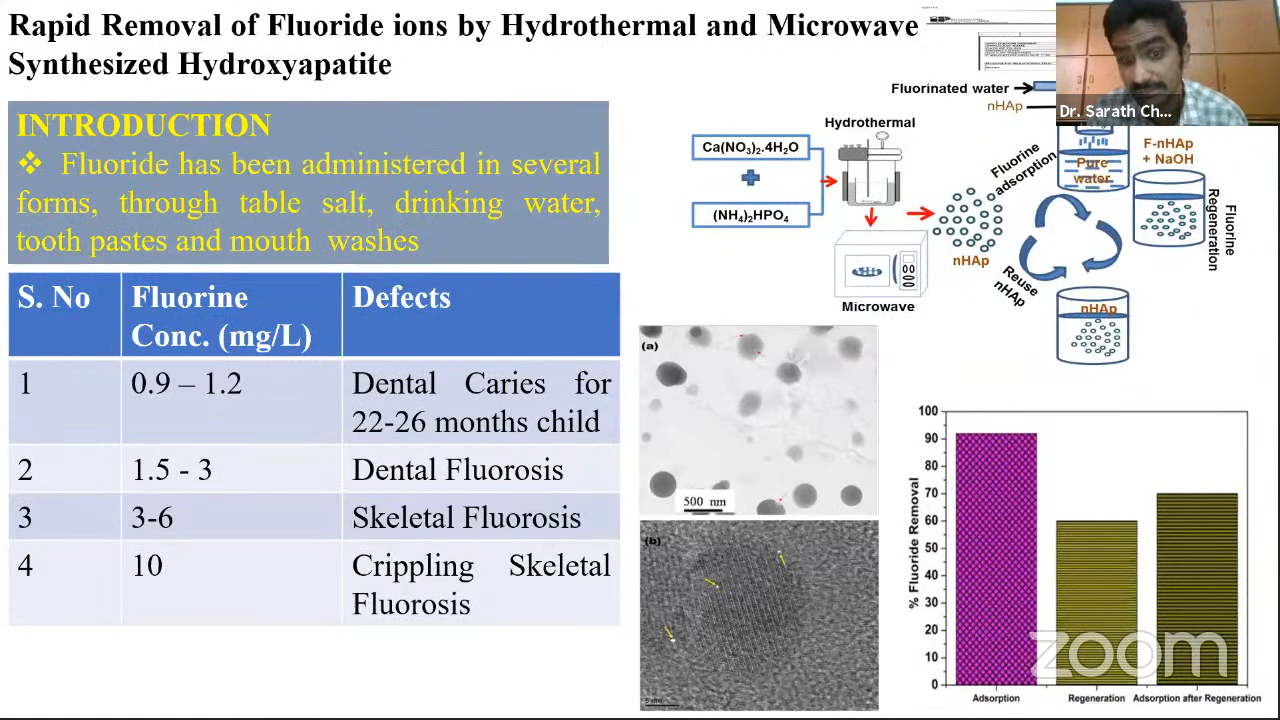 Rapid Removal of Fluoride ions by Hydrothermal and Microwave
Synthesized Hydroxyapatite
INTRODUCTION
❖ Fluoride has been administered in several
forms, through table salt, drinking water,
tooth pastes and mouth washes
S. No Fluorine Conc. (mg/L) Defects
1 0.9 – 1.2 Dental Caries for
22-26 months child
2 1.5 - 3 Dental Fluorosis
3 3-6 Skeletal Fluorosis
4 10 Crippling Skeletal
Fluorosis
Fluorinated water
nHAp
Dr. Sarath Ch...
Hydrothermal
Ca(NO₃)₂.4H₂O
(NH₄)₂HPO₄
Microwave
nHAp
Fluorine
adsorption
Pure
water
F-nHAp
+ NaOH
Fluorine
Regeneration
Reuse
nHAp
nHAp
(a)
500 nm
(b)
5 nm
% Fluoride Removal
100
90
80
70
60
50
40
30
20
10
0
Adsorption Regeneration Adsorption after Regeneration
zoom